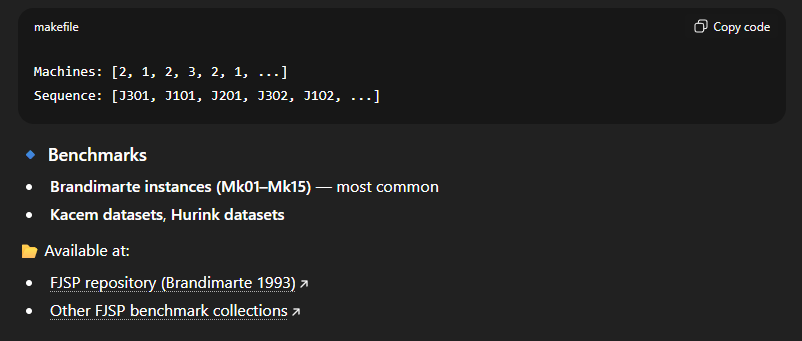 makefile
Copy code
Machines: [2, 1, 2, 3, 2, 1, ...]
Sequence: [J301, J101, J201, J302, J102, ...]
Benchmarks
Brandimarte instances (Mk01–Mk15) — most common
Kacem datasets, Hurink datasets
Available at:
FJSP repository (Brandimarte 1993)
Other FJSP benchmark collections